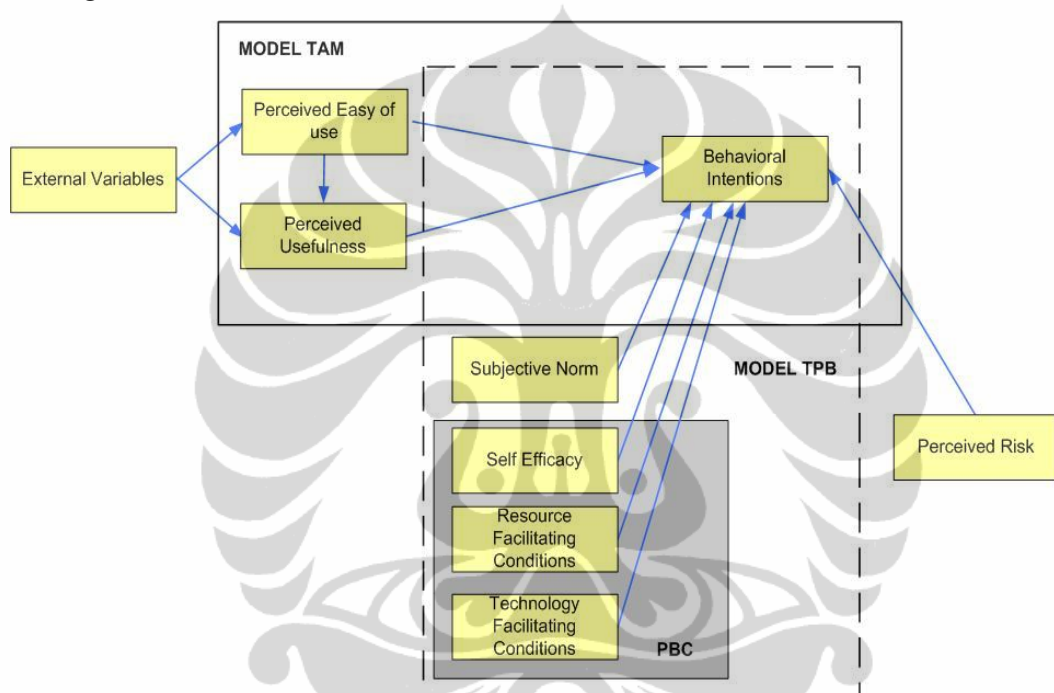 MODEL TAM
Perceived Easy of
use
External Variables
Perceived
Usefulness
Behavioral
Intentions
Subjective Norm
MODEL TPB
Self Efficacy
Perceived Risk
Resource
Facilitating
Conditions
Technology
Facilitating
Conditions
PBC